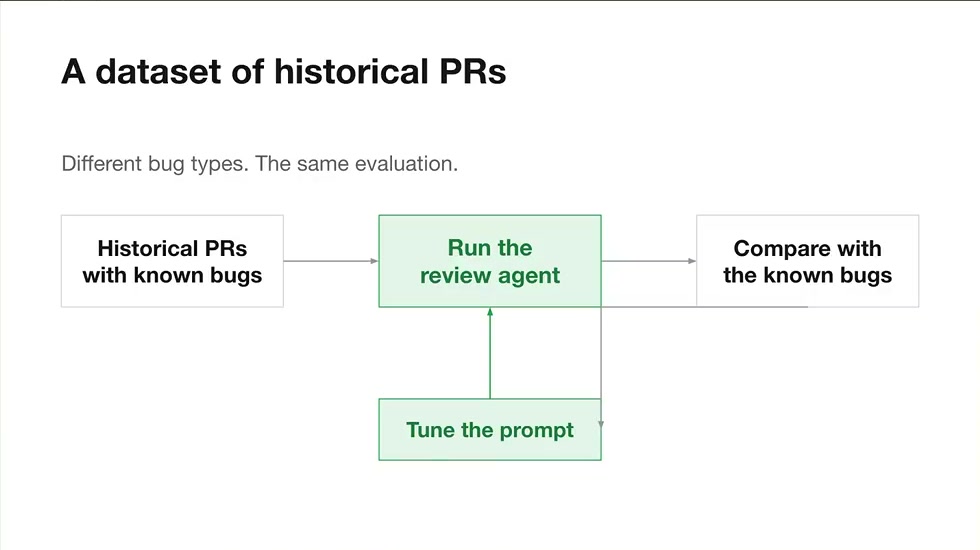 A dataset of historical PRs
Different bug types. The same evaluation.
Historical PRs
with known bugs
Run the
review agent
Compare with
the known bugs
Tune the prompt